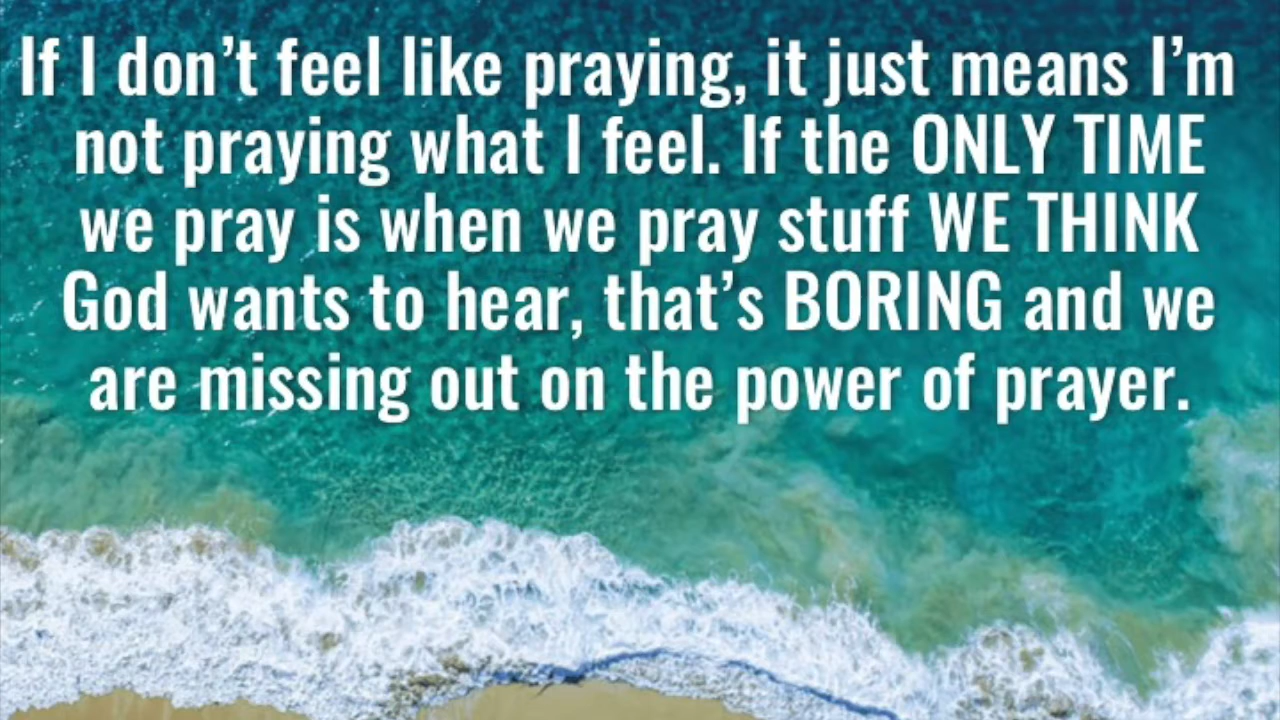 If I don’t feel like praying, it just means I’m
not praying what I feel. If the ONLY TIME
we pray is when we pray stuff WE THINK
God wants to hear, that’s BORING and we
are missing out on the power of prayer.